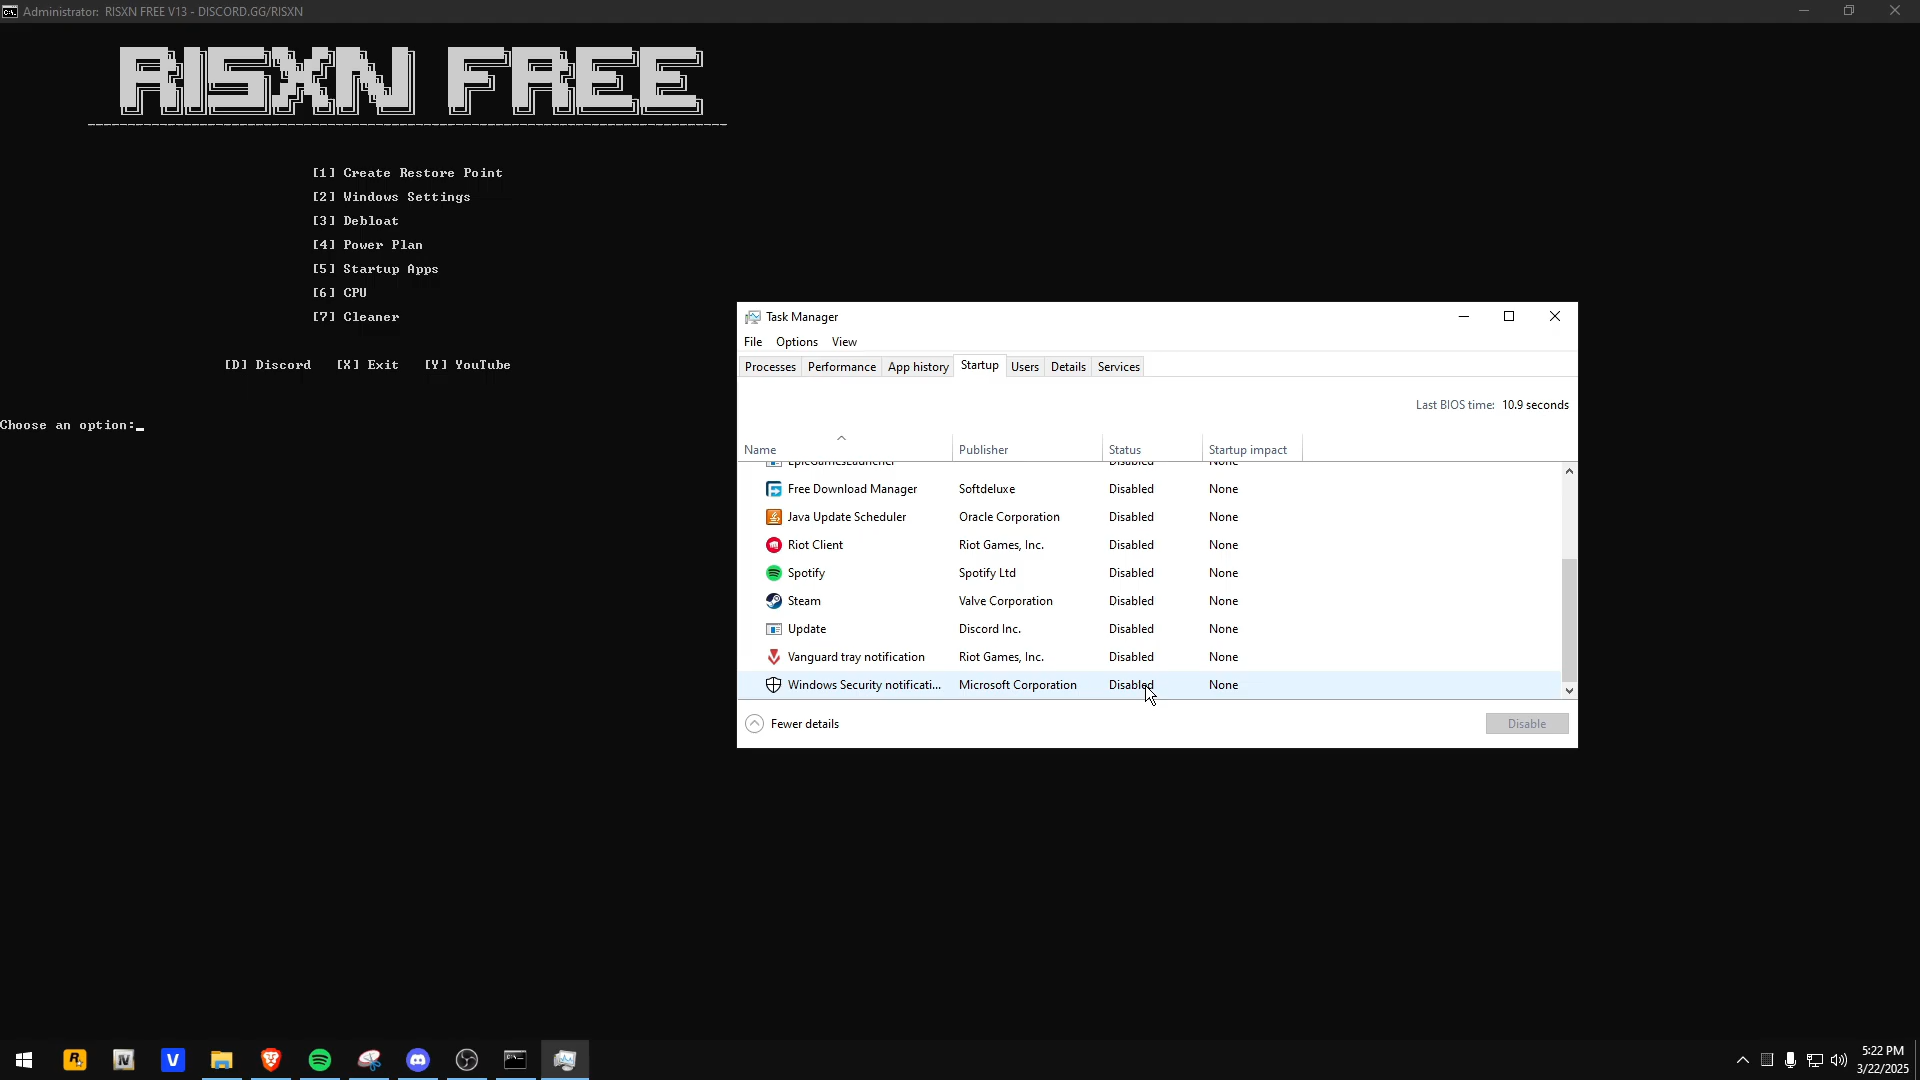 Administrator: RISXN FREE V13 - DISCORD.GG/RISXN
RISXN FREE
[1] Create Restore Point
[2] Windows Settings
[3] Debloat
[4] Power Plan
[5] Startup Apps
[6] CPU
[7] Cleaner
[D] Discord [X] Exit [Y] YouTube
Choose an option:_
Task Manager
File Options View
Processes Performance App history Startup Users Details Services
Last BIOS time: 10.9 seconds
Name Publisher Status Startup impact
EpicGamesLauncher Disabled None
Free Download Manager Softdeluxe Disabled None
Java Update Scheduler Oracle Corporation Disabled None
Riot Client Riot Games, Inc. Disabled None
Spotify Spotify Ltd Disabled None
Steam Valve Corporation Disabled None
Update Discord Inc. Disabled None
Vanguard tray notification Riot Games, Inc. Disabled None
Windows Security notificati... Microsoft Corporation Disabled None
Fewer details Disable
5:22 PM
3/22/2025